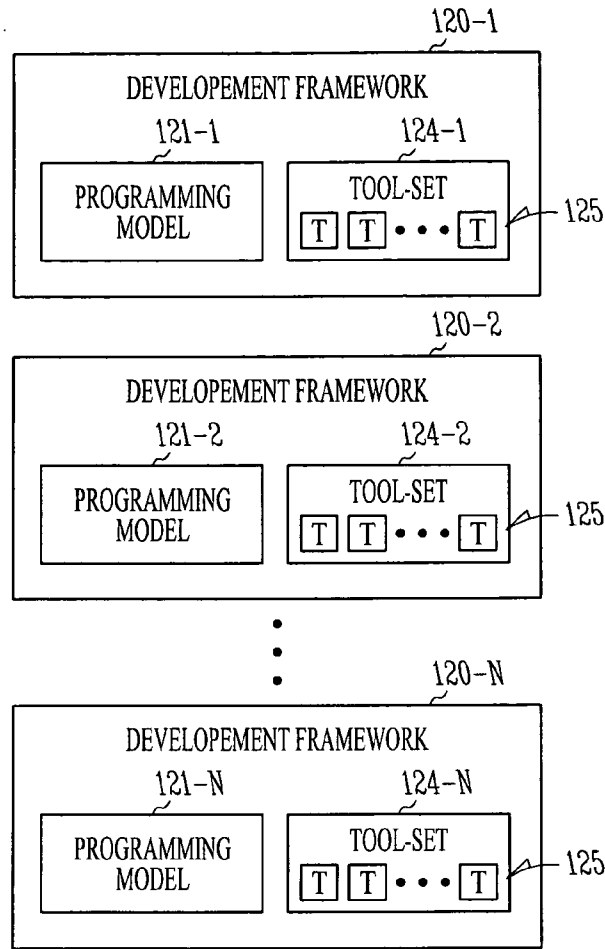 120-1
DEVELOPEMENT FRAMEWORK
121-1
124-1
PROGRAMMING
MODEL
TOOL-SET
T T • • • T
125
120-2
DEVELOPEMENT FRAMEWORK
121-2
124-2
PROGRAMMING
MODEL
TOOL-SET
T T • • • T
125
120-N
DEVELOPEMENT FRAMEWORK
121-N
124-N
PROGRAMMING
MODEL
TOOL-SET
T T • • • T
125